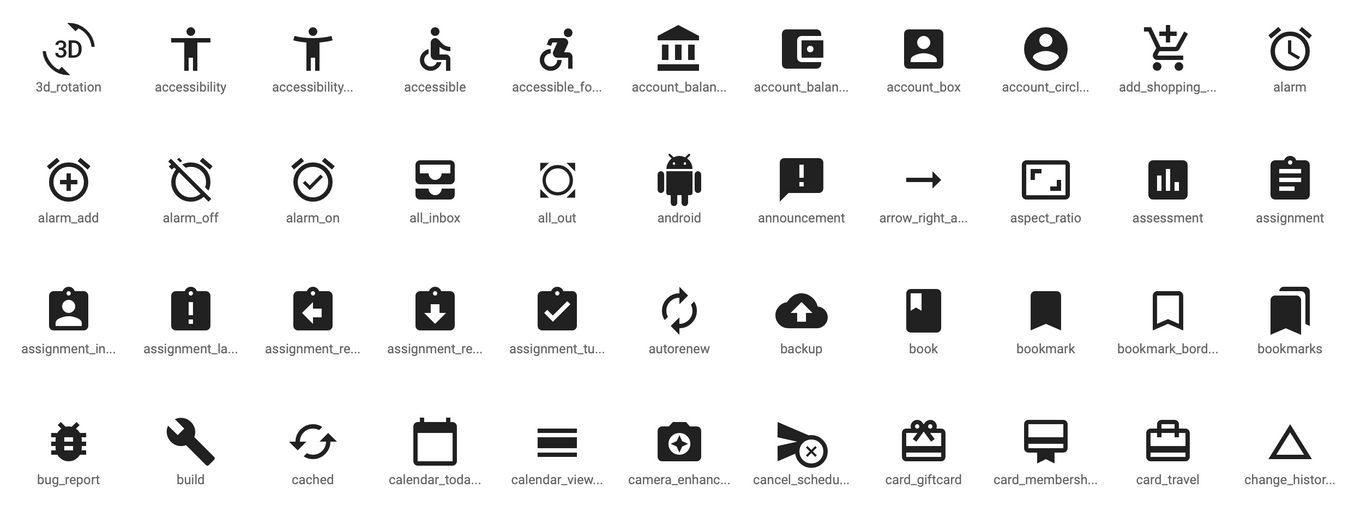 3D
3d_rotation accessibility accessibility... accessible accessible_fo... account_balan... account_balan... account_box account_circl... add_shopping_... alarm
alarm_add alarm_off alarm_on all_inbox all_out android announcement arrow_right_a... aspect_ratio assessment assignment
assignment_in... assignment_la... assignment_re... assignment_re... assignment_tu... autorenew backup book bookmark bookmark_bord... bookmarks
bug_report build cached calendar_toda... calendar_view... camera_enhanc... cancel_schedu... card_giftcard card_membersh... card_travel change_histor...